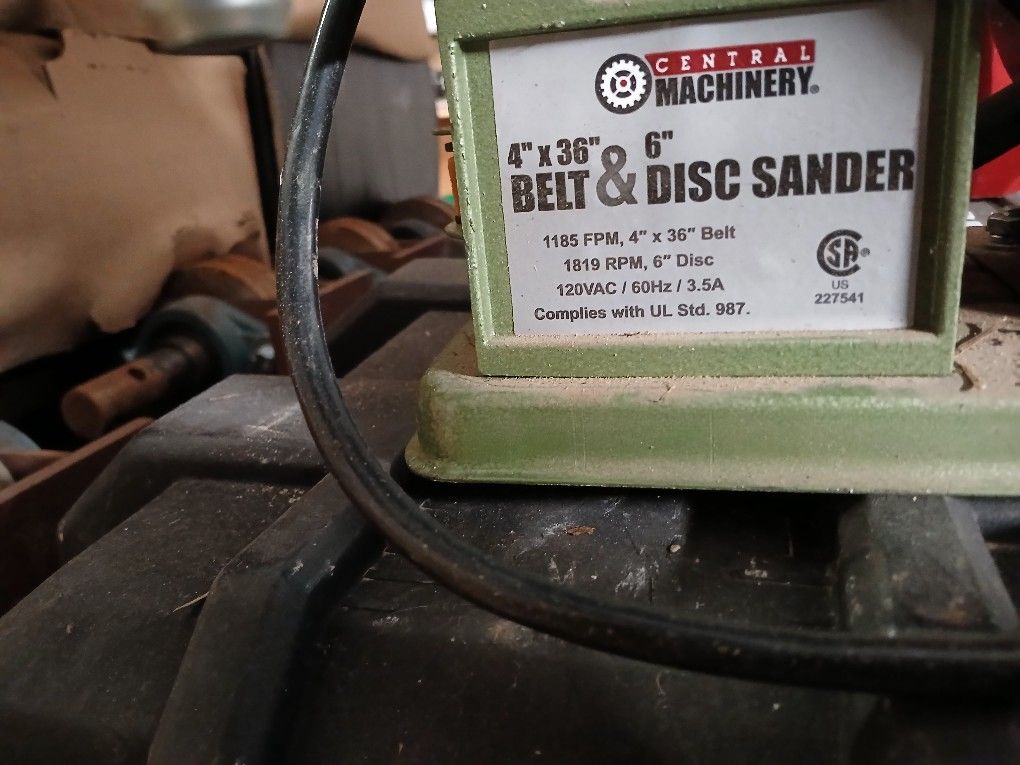 CENTRAL
MACHINERY®
4" x 36" & 6"
BELT DISC SANDER
1185 FPM, 4" x 36" Belt
1819 RPM, 6" Disc
120VAC / 60Hz / 3.5A
Complies with UL Std. 987.
SA®
US
227541